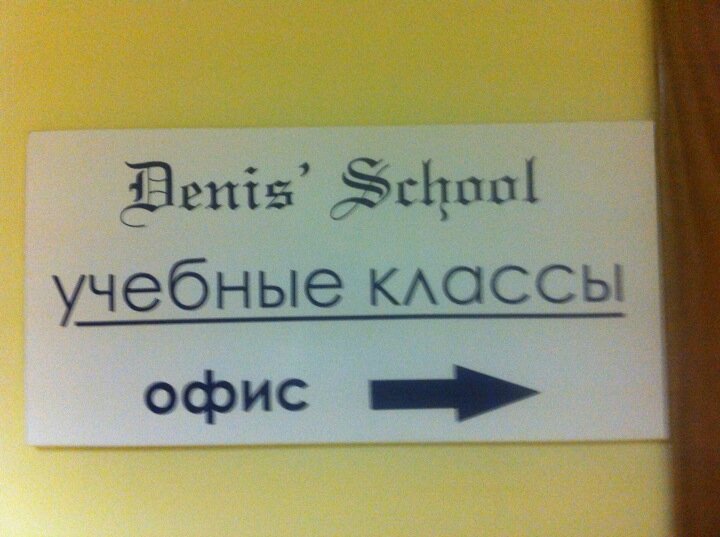 Denis' School
учебные классы
офис